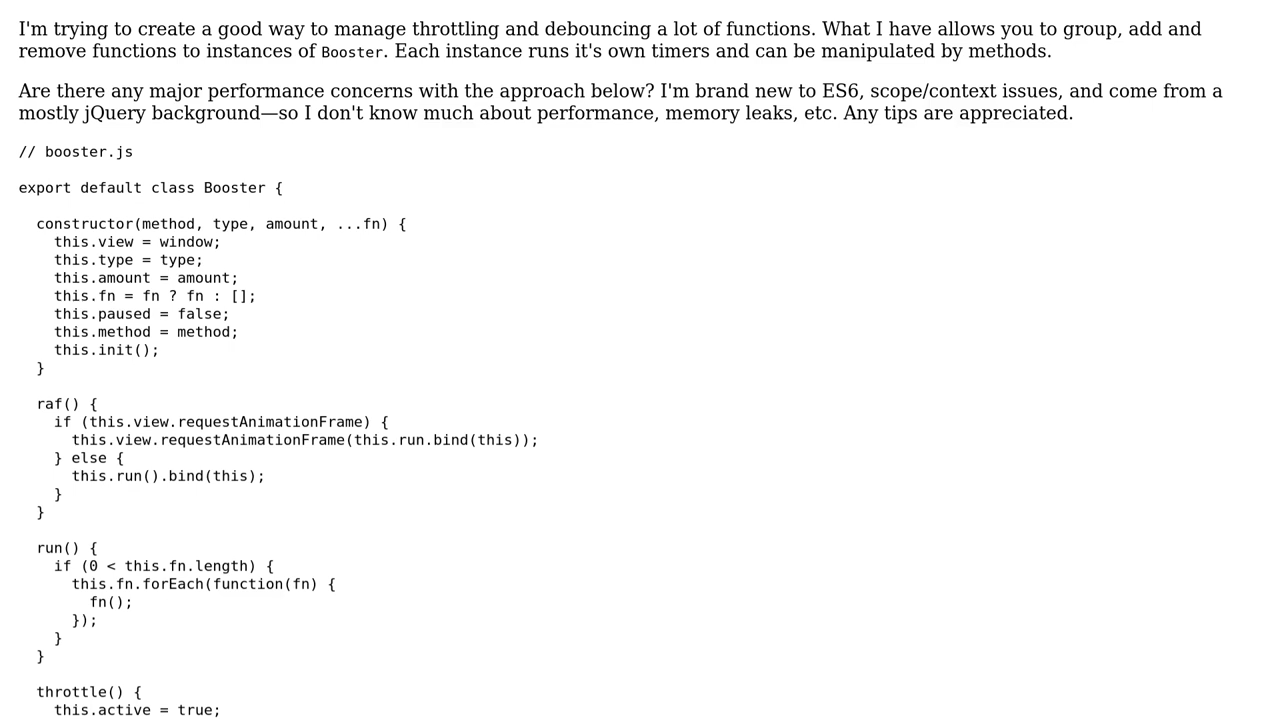 I'm trying to create a good way to manage throttling and debouncing a lot of functions. What I have allows you to group, add and
remove functions to instances of Booster. Each instance runs it's own timers and can be manipulated by methods.
Are there any major performance concerns with the approach below? I'm brand new to ES6, scope/context issues, and come from a
mostly jQuery background—so I don't know much about performance, memory leaks, etc. Any tips are appreciated.
// booster.js
export default class Booster {
  constructor(method, type, amount, ...fn) {
    this.view = window;
    this.type = type;
    this.amount = amount;
    this.fn = fn ? fn : [];
    this.paused = false;
    this.method = method;
    this.init();
  }
  raf() {
    if (this.view.requestAnimationFrame) {
      this.view.requestAnimationFrame(this.run.bind(this));
    } else {
      this.run().bind(this);
    }
  }
  run() {
    if (0 < this.fn.length) {
      this.fn.forEach(function(fn) {
        fn();
      });
    }
  }
  throttle() {
    this.active = true;